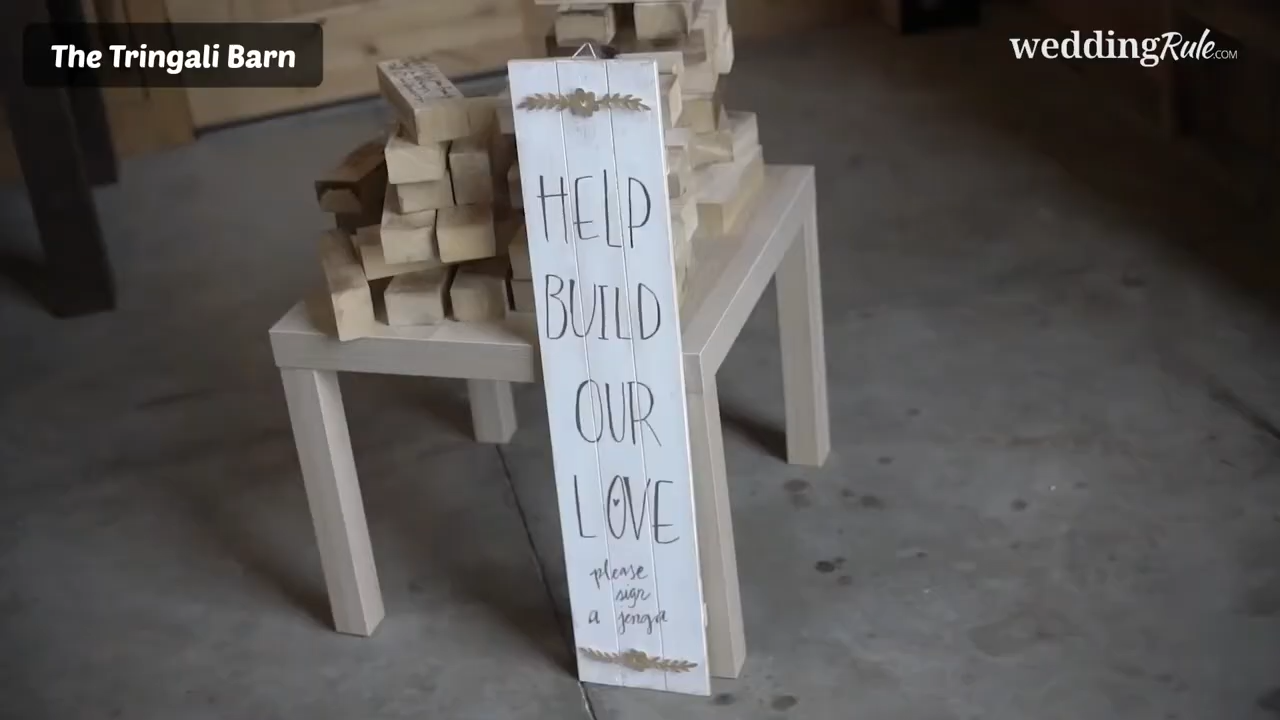 The Tringali Barn
weddingRule.COM
HELP
BUILD
OUR
LOVE
please
sign
a jenga